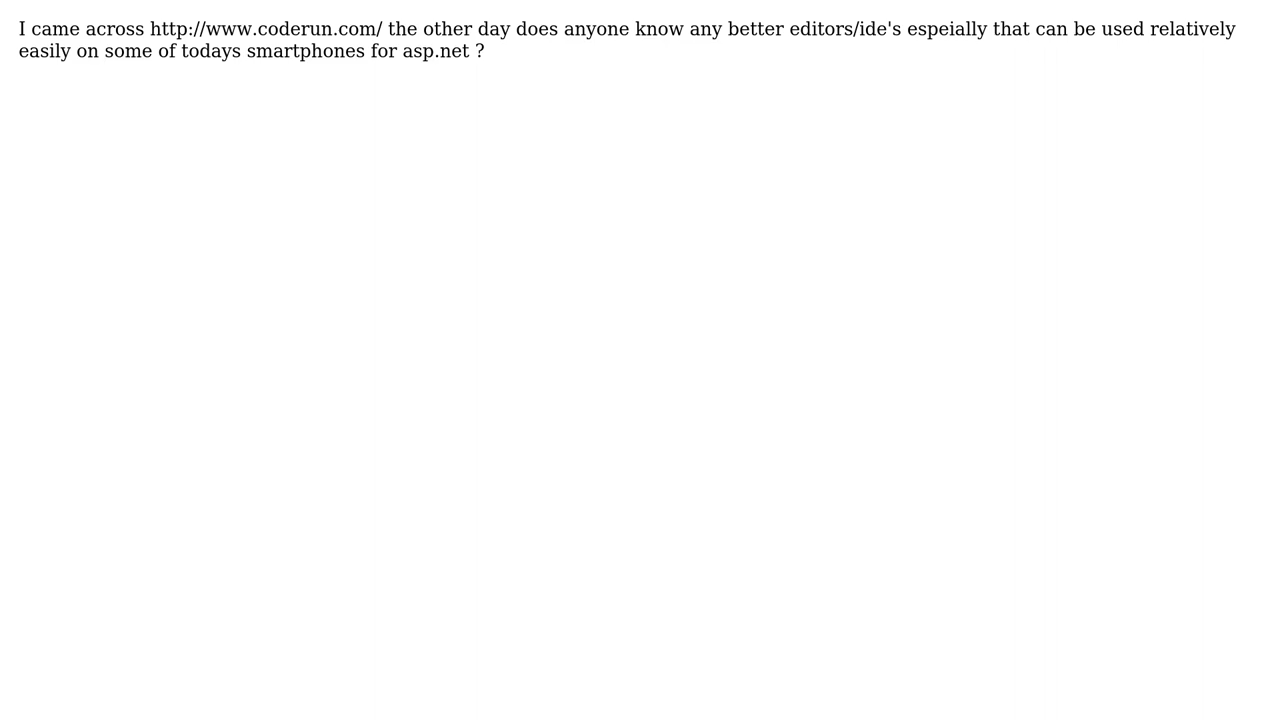 I came across http://www.coderun.com/ the other day does anyone know any better editors/ide's espeially that can be used relatively
easily on some of todays smartphones for asp.net ?